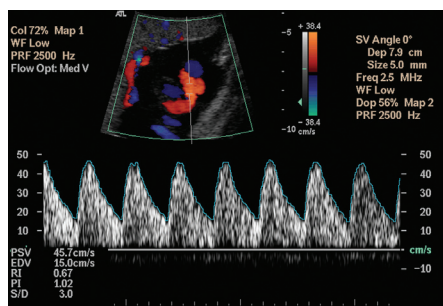 Col 72% Map 1
WF Low
PRF 2500 Hz
Flow Opt: Med V
ATL
-5
-10
cm/s
+ 38.4
- 38.4
cm/s
SV Angle 0°
Dep 7.9 cm
Size 5.0 mm
Freq 2.5 MHz
WF Low
Dop 56% Map 2
PRF 2500 Hz
50
40
30
20
10
50
40
30
20
10
cm/s
-10
PSV 45.7cm/s
EDV 15.0cm/s
RI 0.67
PI 1.02
S/D 3.0